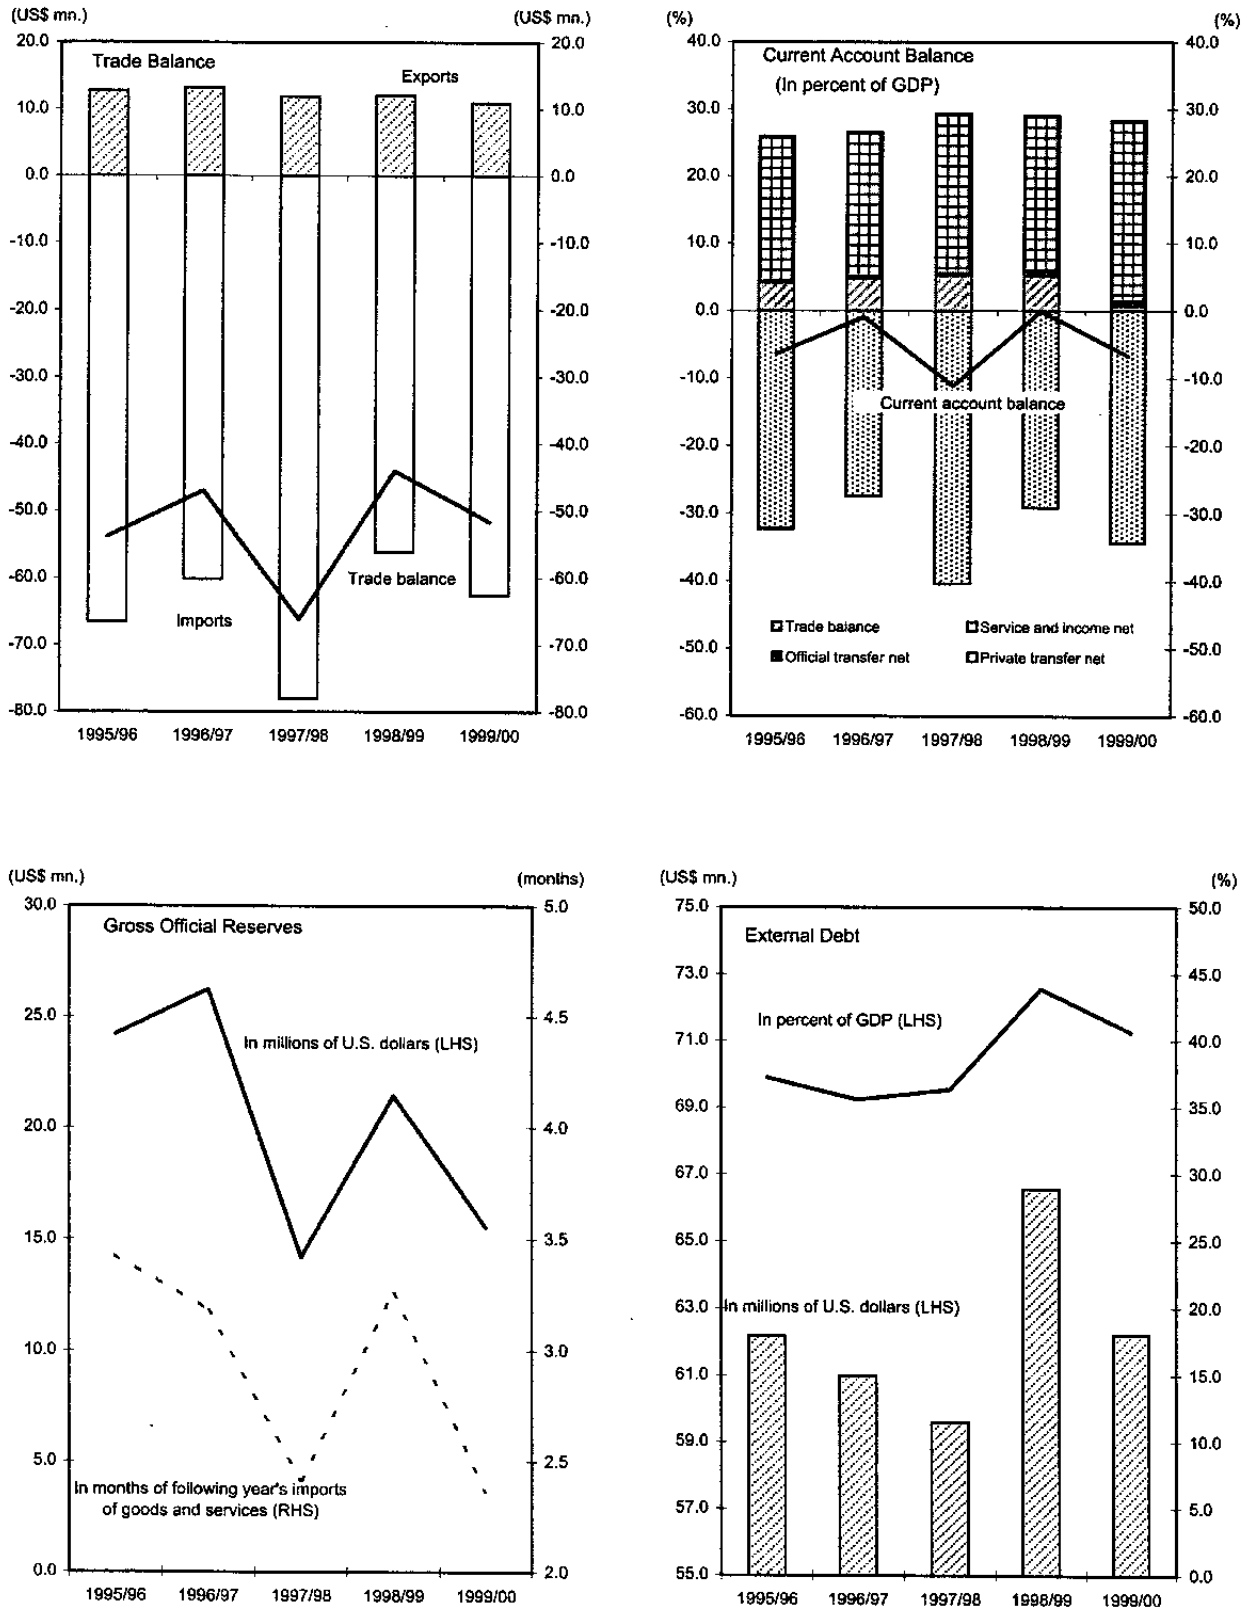 (US$ mn.) (US$ mn.)
20.0 20.0
Trade Balance
Exports
10.0 10.0
0.0 0.0
-10.0 -10.0
-20.0 -20.0
-30.0 -30.0
-40.0 -40.0
-50.0 -50.0
-60.0 -60.0
Trade balance
Imports
-70.0 -70.0
-80.0 -80.0
1995/96 1996/97 1997/98 1998/99 1999/00
(%) (%)
40.0 40.0
Current Account Balance
(In percent of GDP)
30.0 30.0
20.0 20.0
10.0 10.0
0.0 0.0
-10.0 -10.0
Current account balance
-20.0 -20.0
-30.0 -30.0
-40.0 -40.0
Trade balance Service and income net
Official transfer net Private transfer net
-50.0 -50.0
-60.0 -60.0
1995/96 1996/97 1997/98 1998/99 1999/00
(US$ mn.) (months)
30.0 5.0
Gross Official Reserves
25.0 4.5
In millions of U.S. dollars (LHS)
20.0 4.0
15.0 3.5
10.0 3.0
5.0 2.5
In months of following year's imports
of goods and services (RHS)
0.0 2.0
1995/96 1996/97 1997/98 1998/99 1999/00
(US$ mn.) (%)
75.0 50.0
External Debt
73.0 45.0
In percent of GDP (LHS)
71.0 40.0
69.0 35.0
67.0 30.0
65.0 25.0
63.0 In millions of U.S. dollars (LHS) 20.0
61.0 15.0
59.0 10.0
57.0 5.0
55.0 0.0
1995/96 1996/97 1997/98 1998/99 1999/00